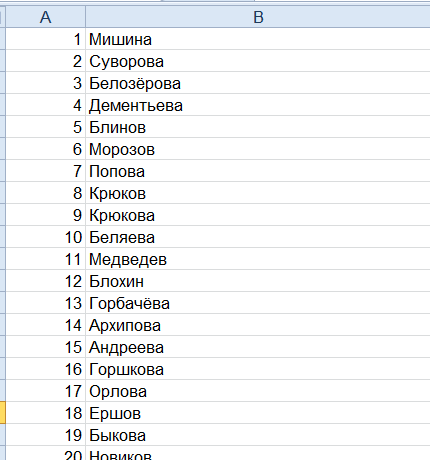 A B
1 Мишина
2 Суворова
3 Белозёрова
4 Дементьева
5 Блинов
6 Морозов
7 Попова
8 Крюков
9 Крюкова
10 Беляева
11 Медведев
12 Блохин
13 Горбачёва
14 Архипова
15 Андреева
16 Горшкова
17 Орлова
18 Ершов
19 Быкова
20 Новиков